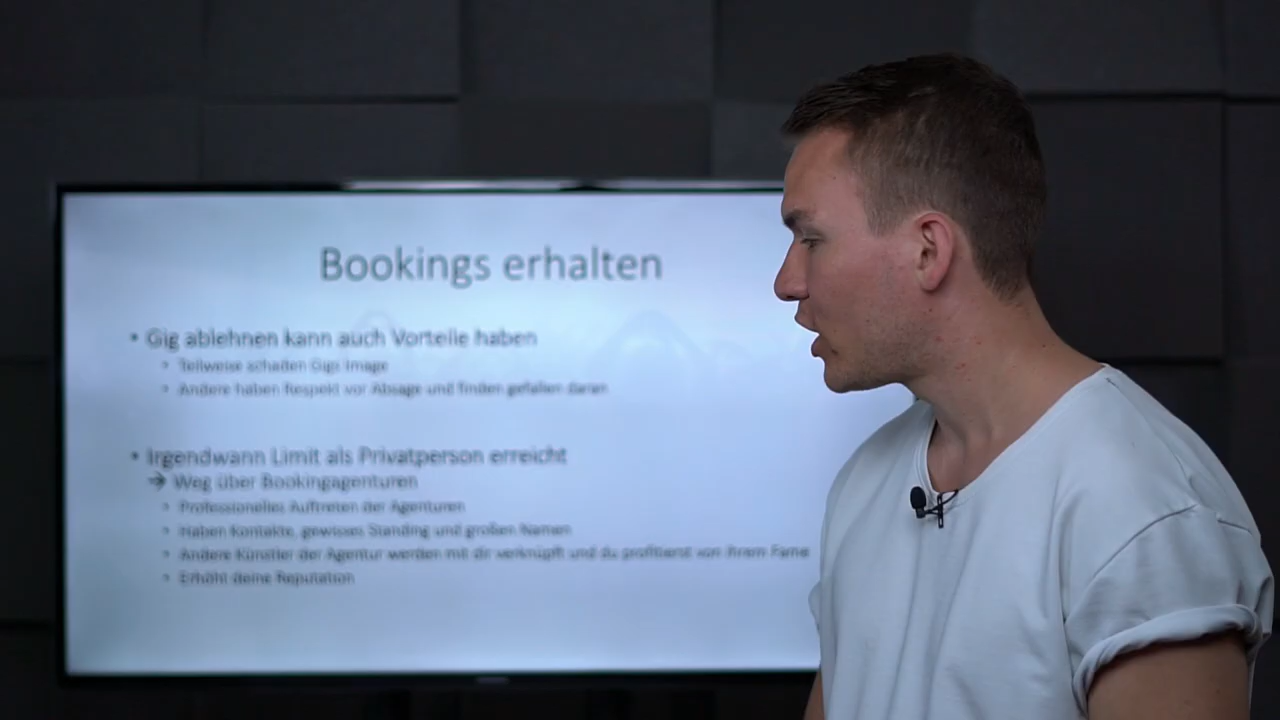 Bookings erhalten
• Gig ablehnen kann auch Vorteile haben
• Teilweise schaden Gigs Image
• Andere haben Respekt vor Absage und finden gefallen daran
• Irgendwann Limit als Privatperson erreicht
→ Weg über Bookingagenturen
• Professionelles Auftreten der Agenturen
• Haben Kontakte, gewisses Standing und großen Namen
• Andere Künstler der Agentur werden mit dir verknüpft und du profitierst von ihrem Fame
• Erhöht deine Reputation